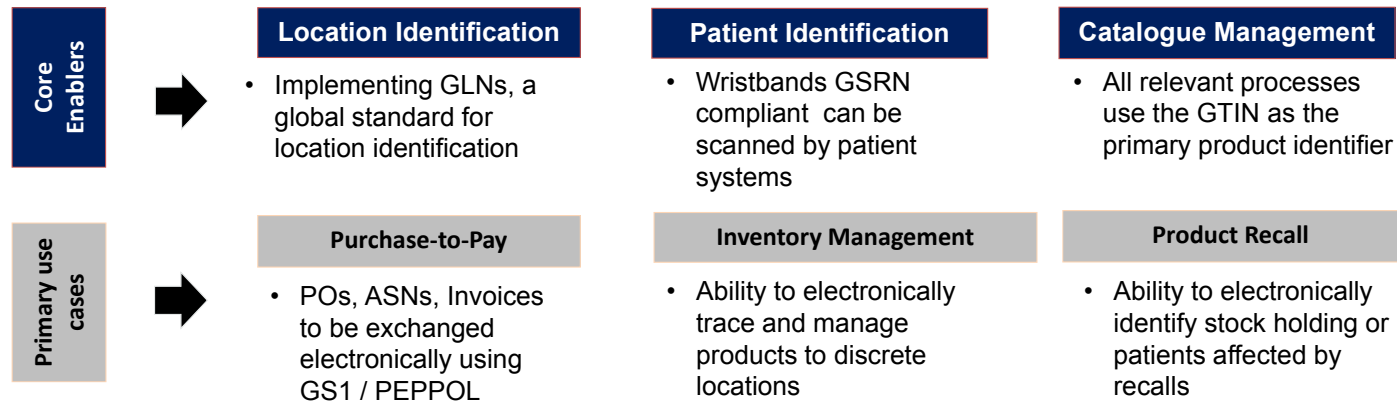 Core
Enablers
Location Identification
• Implementing GLNs, a
global standard for
location identification
Patient Identification
• Wristbands GSRN
compliant can be
scanned by patient
systems
Catalogue Management
• All relevant processes
use the GTIN as the
primary product identifier
Primary use
cases
Purchase-to-Pay
• POs, ASNs, Invoices
to be exchanged
electronically using
GS1 / PEPPOL
Inventory Management
• Ability to electronically
trace and manage
products to discrete
locations
Product Recall
• Ability to electronically
identify stock holding or
patients affected by
recalls